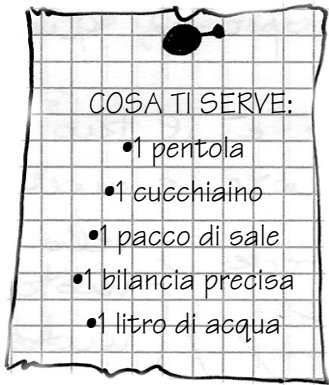 COSA TI SERVE:
•1 pentola
•1 cucchiaino
•1 pacco di sale
•1 bilancia precisa
•1 litro di acqua